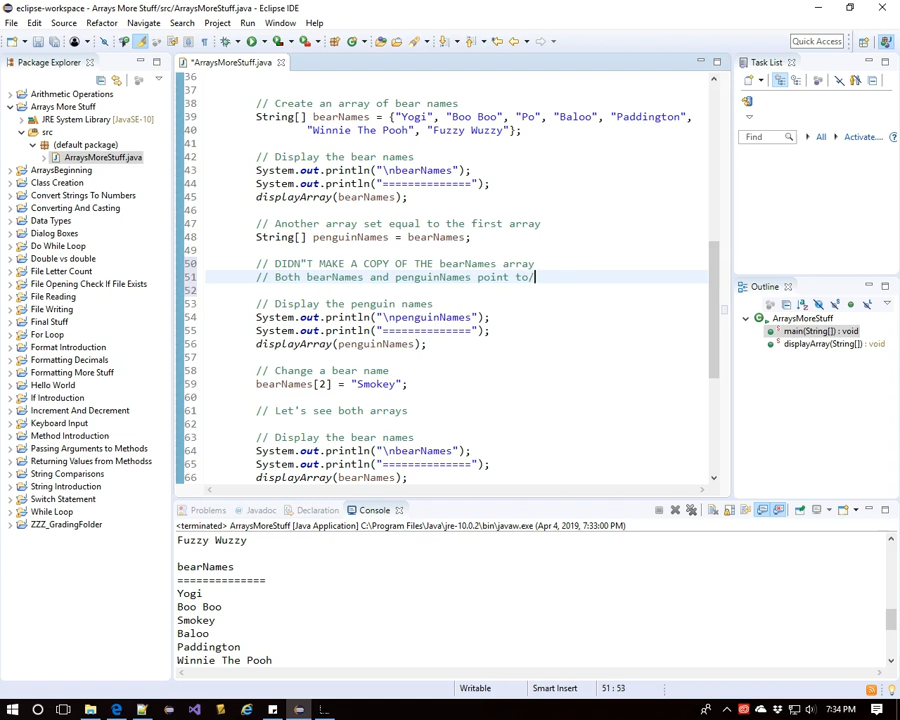 eclipse-workspace - Arrays More Stuff/src/ArraysMoreStuff.java - Eclipse IDE
File Edit Source Refactor Navigate Search Project Run Window Help
Quick Access
Package Explorer
Arithmetic Operations
Arrays More Stuff
JRE System Library [JavaSE-10]
src
(default package)
ArraysMoreStuff.java
ArraysBeginning
Class Creation
Convert Strings To Numbers
Converting And Casting
Data Types
Dialog Boxes
Do While Loop
Double vs double
File Letter Count
File Opening Check If File Exists
File Reading
File Writing
Final Stuff
For Loop
Format Introduction
Formatting Decimals
Formatting More Stuff
Hello World
If Introduction
Increment And Decrement
Keyboard Input
Method Introduction
Passing Arguments to Methods
Returning Values from Methodss
String Comparisons
String Introduction
Switch Statement
While Loop
ZZZ_GradingFolder
*ArraysMoreStuff.java
36
37
38 // Create an array of bear names
39 String[] bearNames = {"Yogi", "Boo Boo", "Po", "Baloo", "Paddington",
40 "Winnie The Pooh", "Fuzzy Wuzzy"};
41
42 // Display the bear names
43 System.out.println("\nbearNames");
44 System.out.println("==============");
45 displayArray(bearNames);
46
47 // Another array set equal to the first array
48 String[] penguinNames = bearNames;
49
50 // DIDN"T MAKE A COPY OF THE bearNames array
51 // Both bearNames and penguinNames point to/
52
53 // Display the penguin names
54 System.out.println("\npenguinNames");
55 System.out.println("==============");
56 displayArray(penguinNames);
57
58 // Change a bear name
59 bearNames[2] = "Smokey";
60
61 // Let's see both arrays
62
63 // Display the bear names
64 System.out.println("\nbearNames");
65 System.out.println("==============");
66 displayArray(bearNames);
Task List
Find All Activate...
Outline
ArraysMoreStuff
main(String[]) : void
displayArray(String[]) : void
Problems Javadoc Declaration Console
<terminated> ArraysMoreStuff [Java Application] C:\Program Files\Java\jre-10.0.2\bin\javaw.exe (Apr 4, 2019, 7:33:00 PM)
Fuzzy Wuzzy
bearNames
==============
Yogi
Boo Boo
Smokey
Baloo
Paddington
Winnie The Pooh
Writable Smart Insert 51 : 53
7:34 PM